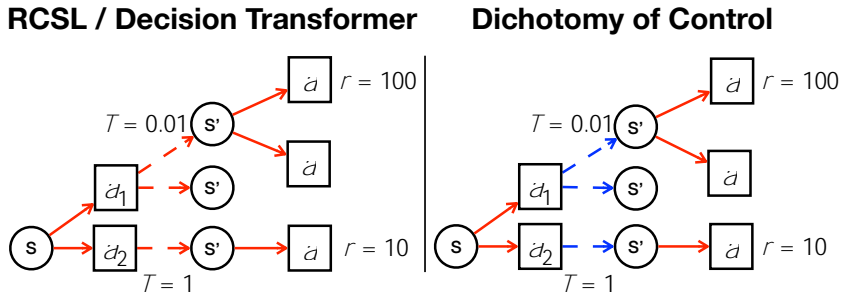 RCSL / Decision Transformer
Dichotomy of Control
a r = 100
T = 0.01 s'
a
a1 s'
s a2 s' a r = 10
T = 1
a r = 100
T = 0.01 s'
a
a1 s'
s a2 s' a r = 10
T = 1